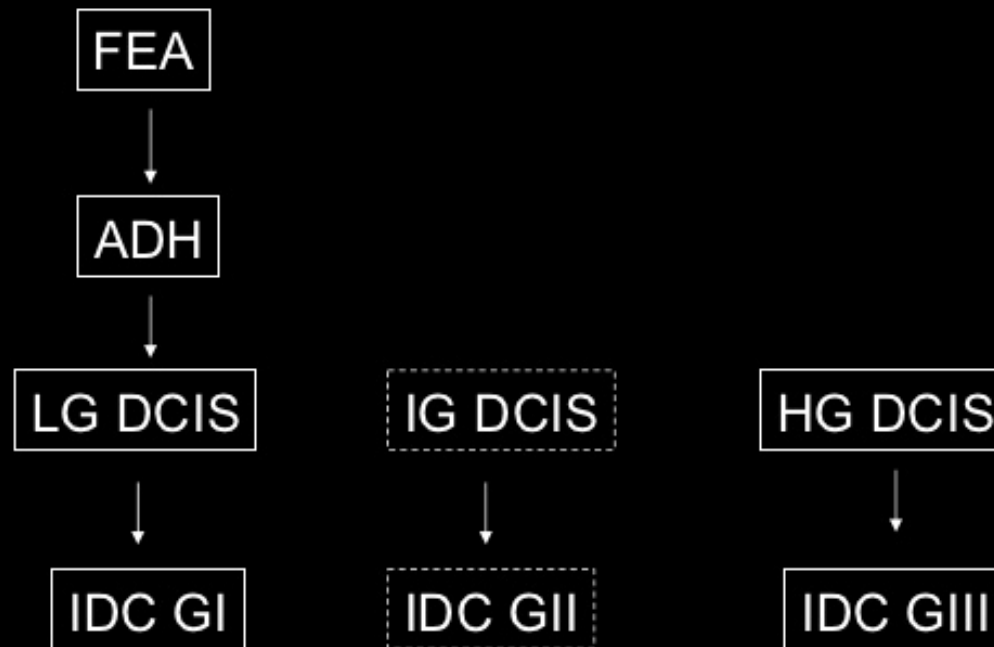 FEA
ADH
LG DCIS
IG DCIS
HG DCIS
IDC GI
IDC GII
IDC GIII